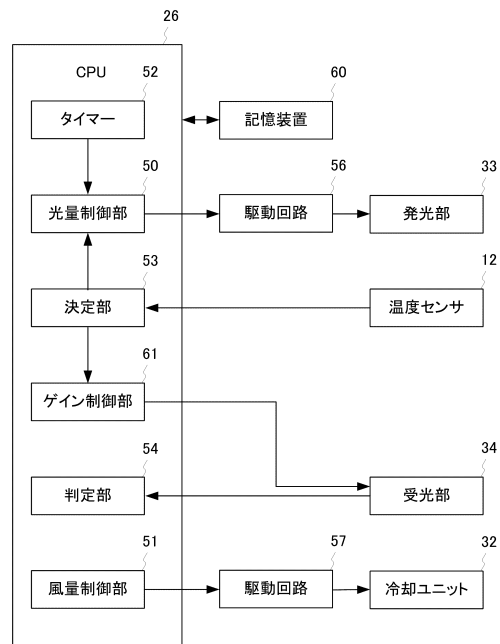 26
CPU
52
タイマー
60
記憶装置
50
光量制御部
56
駆動回路
33
発光部
53
決定部
12
温度センサ
61
ゲイン制御部
54
判定部
34
受光部
51
風量制御部
57
駆動回路
32
冷却ユニット